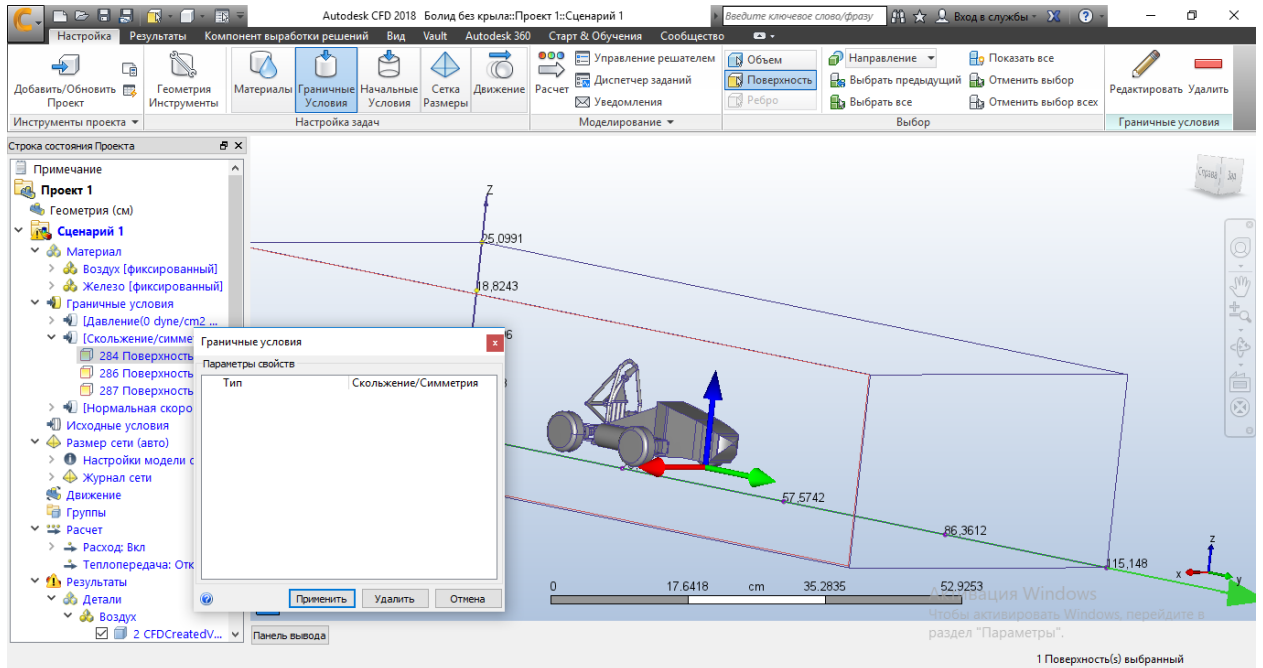 Autodesk CFD 2018 Болид без крыла::Проект 1::Сценарий 1
Введите ключевое слово/фразу
Вход в службы
Настройка Результаты Компонент выработки решений Вид Vault Autodesk 360 Старт & Обучения Сообщество
Добавить/Обновить
Проект
Инструменты проекта
Геометрия
Инструменты
Материалы
Граничные
Условия
Начальные
Условия
Сетка
Размеры
Движение
Настройка задач
Расчет
Управление решателем
Диспетчер заданий
Уведомления
Моделирование
Объем
Поверхность
Ребро
Направление
Выбрать предыдущий
Выбрать все
Показать все
Отменить выбор
Отменить выбор всех
Выбор
Редактировать
Удалить
Граничные условия
Строка состояния Проекта
Примечание
Проект 1
Геометрия (см)
Сценарий 1
Материал
Воздух [фиксированный]
Железо [фиксированный]
Граничные условия
[Давление(0 dyne/cm2 ...
[Скольжение/симме
284 Поверхность
286 Поверхность
287 Поверхность
[Нормальная скоро
Исходные условия
Размер сети (авто)
Настройки модели с
Журнал сети
Движение
Группы
Расчет
Расход: Вкл
Теплопередача: Отк
Результаты
Детали
Воздух
2 CFDCreatedV...
Граничные условия
Параметры свойств
Тип Скольжение/Симметрия
Применить Удалить Отмена
Панель вывода
Z
25,0991
18,8243
6
57,5742
86,3612
115,148
0 17.6418 cm 35.2835 52.9253
Справа
z
x
y
Активация Windows
Чтобы активировать Windows, перейдите в
раздел "Параметры".
1 Поверхность(s) выбранный